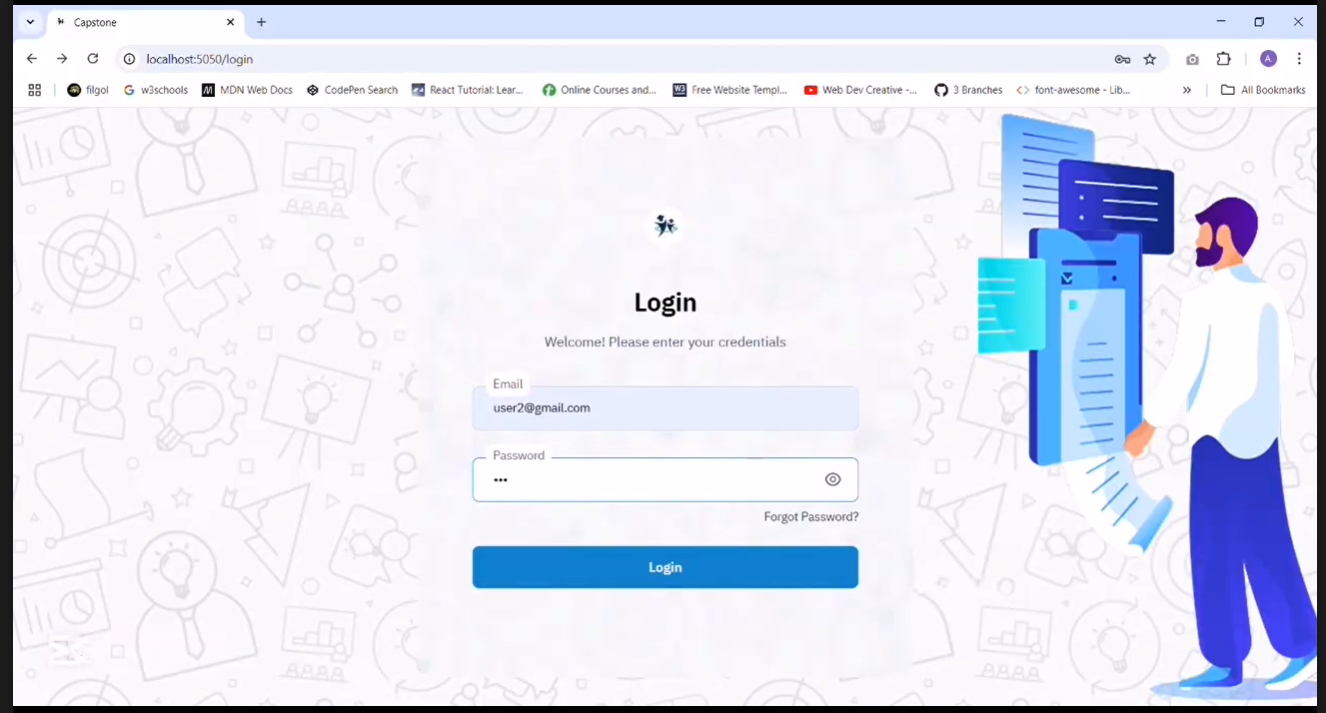 Capstone
localhost:5050/login
A
filgol
w3schools
MDN Web Docs
CodePen Search
React Tutorial: Lear...
Online Courses and...
Free Website Templ...
Web Dev Creative -...
3 Branches
font-awesome - Lib...
All Bookmarks
Login
Welcome! Please enter your credentials
Email
user2@gmail.com
Password
•••
Forgot Password?
Login